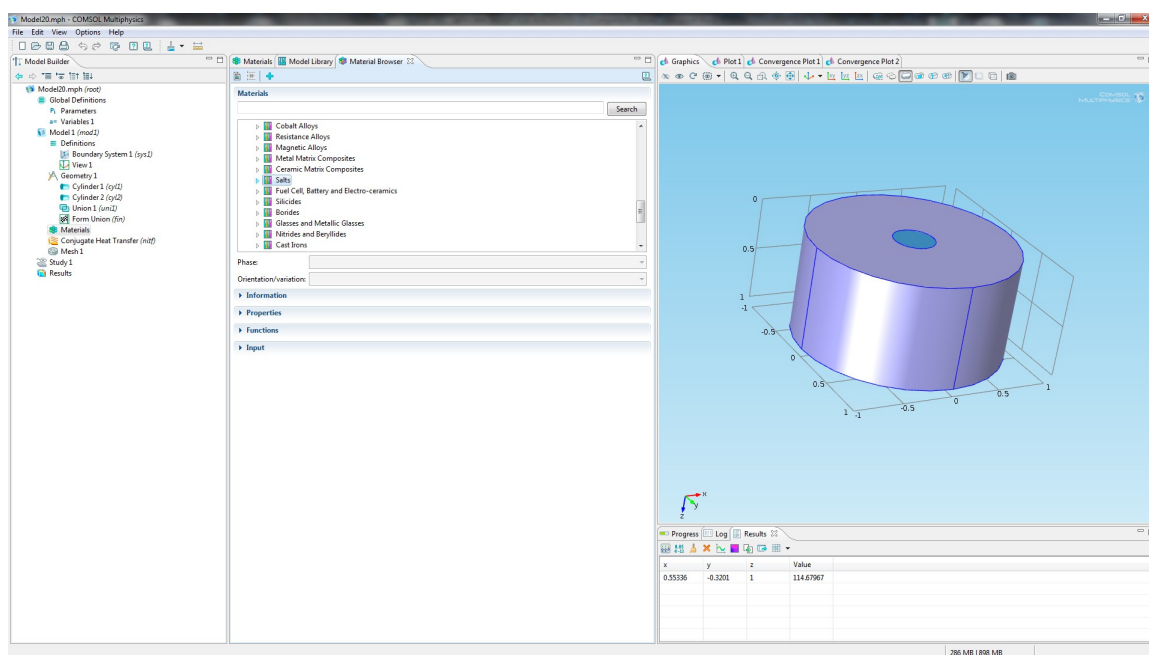 Model20.mph - COMSOL Multiphysics
File Edit View Options Help
Model Builder
Model20.mph (root)
Global Definitions
Parameters
Variables 1
Model 1 (mod1)
Definitions
Boundary System 1 (sys1)
View 1
Geometry 1
Cylinder 1 (cyl1)
Cylinder 2 (cyl2)
Union 1 (uni1)
Form Union (fin)
Materials
Conjugate Heat Transfer (nitf)
Mesh 1
Study 1
Results
Materials Model Library Material Browser
Materials
Search
Cobalt Alloys
Resistance Alloys
Magnetic Alloys
Metal Matrix Composites
Ceramic Matrix Composites
Salts
Fuel Cell, Battery and Electro-ceramics
Silicides
Borides
Glasses and Metallic Glasses
Nitrides and Beryllides
Cast Irons
Phase:
Orientation/variation:
Information
Properties
Functions
Input
Graphics Plot 1 Convergence Plot 1 Convergence Plot 2
COMSOL
MULTIPHYSICS
0
0.5
1
-1
-0.5
0
0.5
1
-1
-0.5
0
0.5
1
x
y
z
Progress Log Results
x y z Value
0.55336 -0.3201 1 114.67967
286 MB | 898 MB